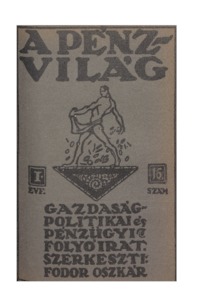 A PÉNZ-
VILÁG
I. 15.
ÉVF. SZÁM
GAZDASÁG-
POLITIKAI és
PÉNZÜGYI
FOLYÓIRAT.
SZERKESZTI:
FODOR OSZKÁR